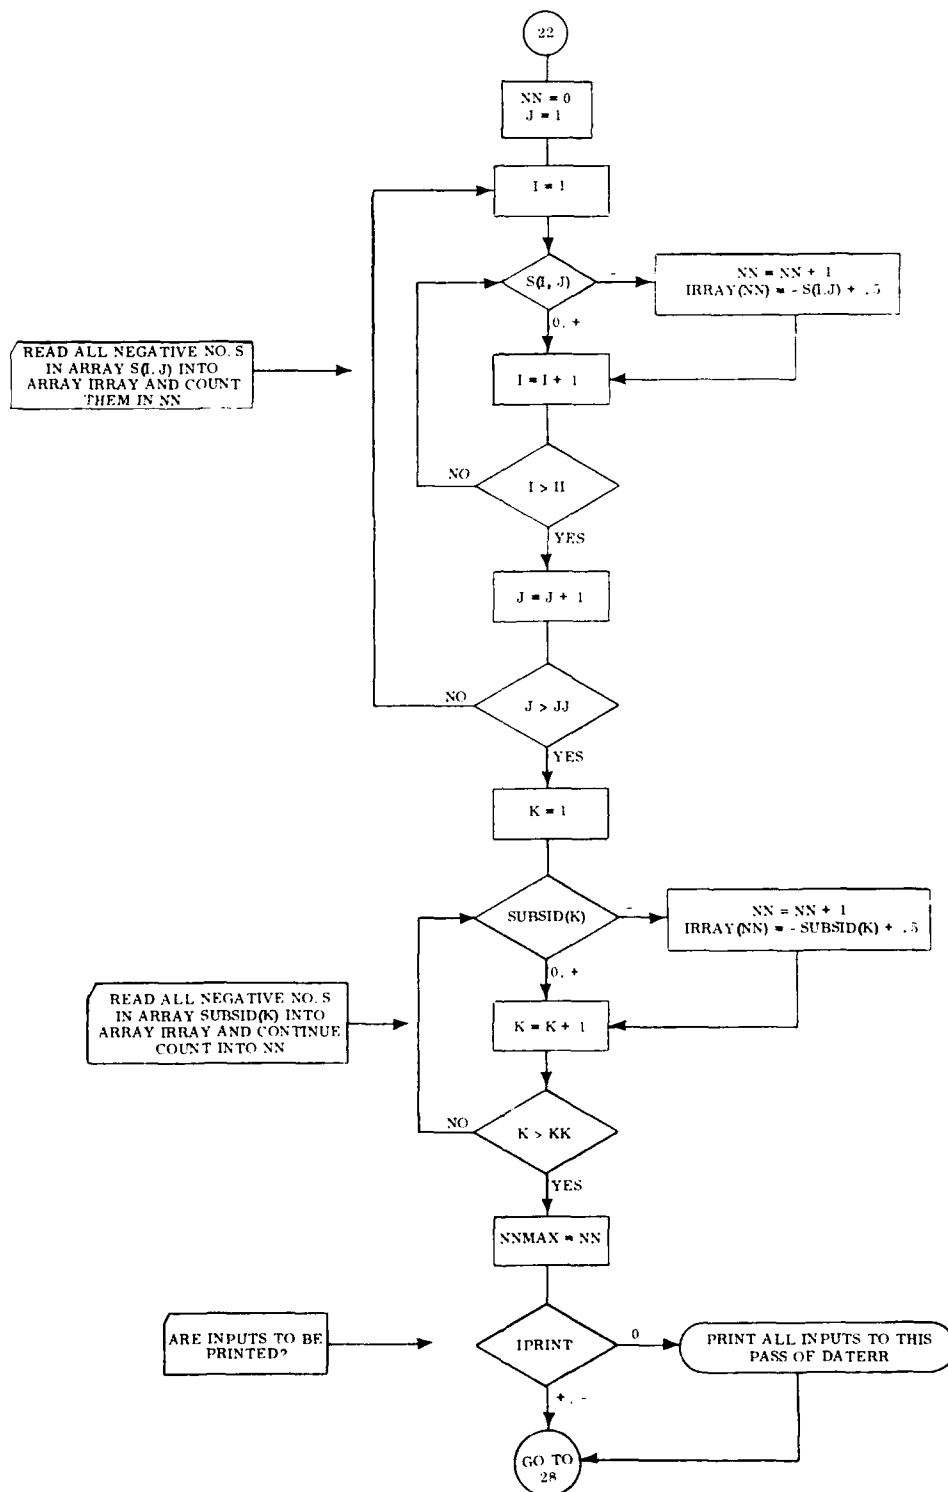 22
NN = 0
J = 1
I = 1
S(I, J)
-
NN = NN + 1
IRRAY(NN) = - S(I.J) + .5
0, +
READ ALL NEGATIVE NO. S
IN ARRAY S(I, J) INTO
ARRAY IRRAY AND COUNT
THEM IN NN
I = I + 1
NO
I > II
YES
J = J + 1
NO
J > JJ
YES
K = 1
SUBSID(K)
-
NN = NN + 1
IRRAY(NN) = - SUBSID(K) + .5
0, +
READ ALL NEGATIVE NO. S
IN ARRAY SUBSID(K) INTO
ARRAY IRRAY AND CONTINUE
COUNT INTO NN
K = K + 1
NO
K > KK
YES
NNMAX = NN
ARE INPUTS TO BE
PRINTED?
IPRINT
0
PRINT ALL INPUTS TO THIS
PASS OF DATERR
+, -
GO TO
28